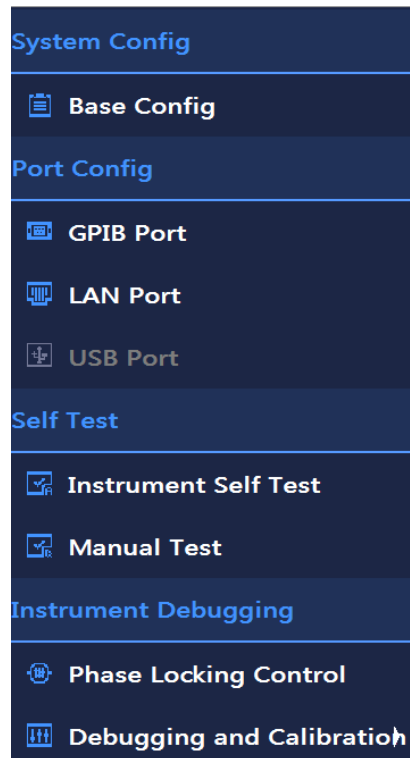 System Config
Base Config
Port Config
GPIB Port
LAN Port
USB Port
Self Test
Instrument Self Test
Manual Test
Instrument Debugging
Phase Locking Control
Debugging and Calibration